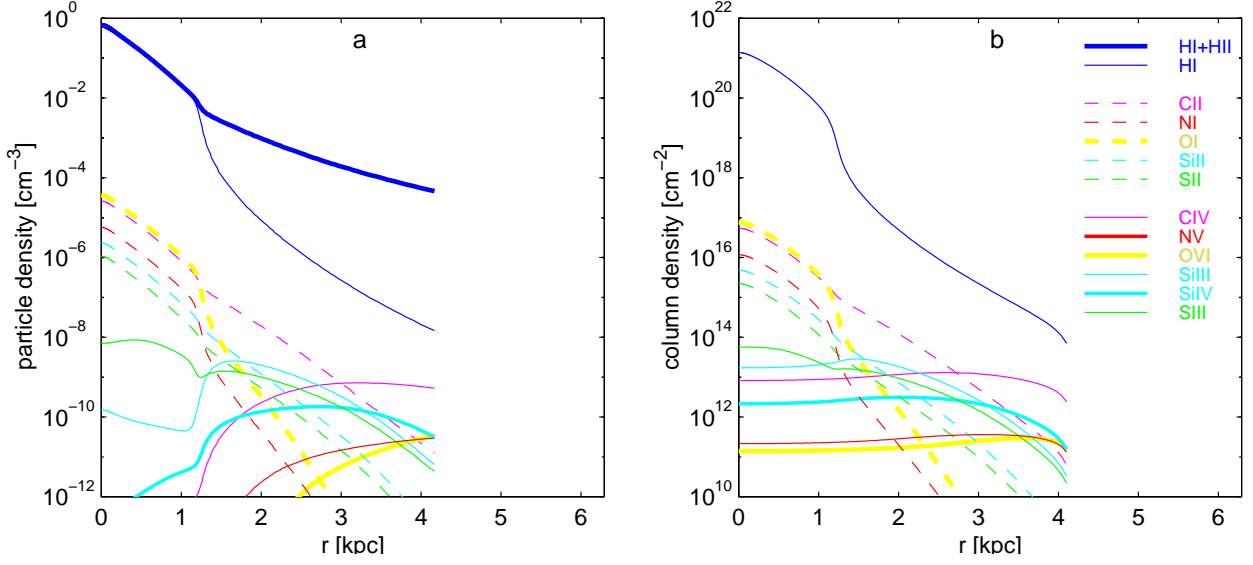 a
10^0
10^−2
10^−4
10^−6
10^−8
10^−10
10^−12
particle density [cm^−3]
0 1 2 3 4 5 6
r [kpc]
b
10^22
10^20
10^18
10^16
10^14
10^12
10^10
column density [cm^−2]
0 1 2 3 4 5 6
r [kpc]
HI+HII
HI
CII
NI
OI
SiII
SII
CIV
NV
OVI
SiIII
SiIV
SIII